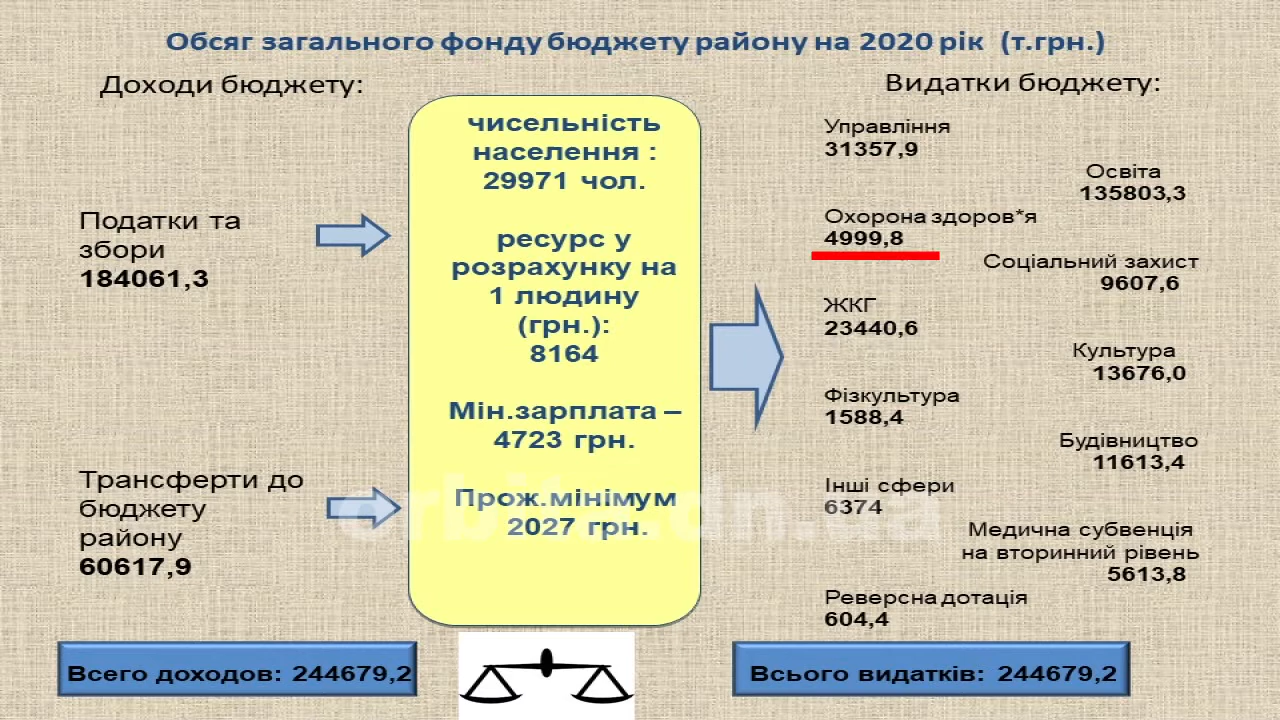 Обсяг загального фонду бюджету району на 2020 рік (т.грн.)
Доходи бюджету:
Податки та
збори
184061,3
Трансферти до
бюджету
району
60617,9
Всего доходов: 244679,2
чисельність
населення :
29971 чол.
ресурс у
розрахунку на
1 людину
(грн.):
8164
Мін.зарплата –
4723 грн.
Прож.мінімум
2027 грн.
orbita.dn.ua
Видатки бюджету:
Управління
31357,9
Освіта
135803,3
Охорона здоров*я
4999,8
Соціальний захист
9607,6
ЖКГ
23440,6
Культура
13676,0
Фізкультура
1588,4
Будівництво
11613,4
Інші сфери
6374
Медична субвенція
на вторинний рівень
5613,8
Реверсна дотація
604,4
Всього видатків: 244679,2